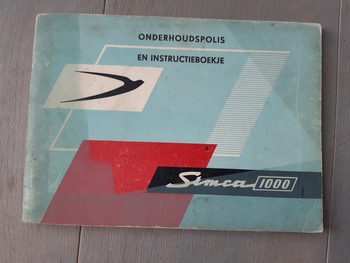 ONDERHOUDSPOLIS
EN INSTRUCTIEBOEKJE
Simca 1000